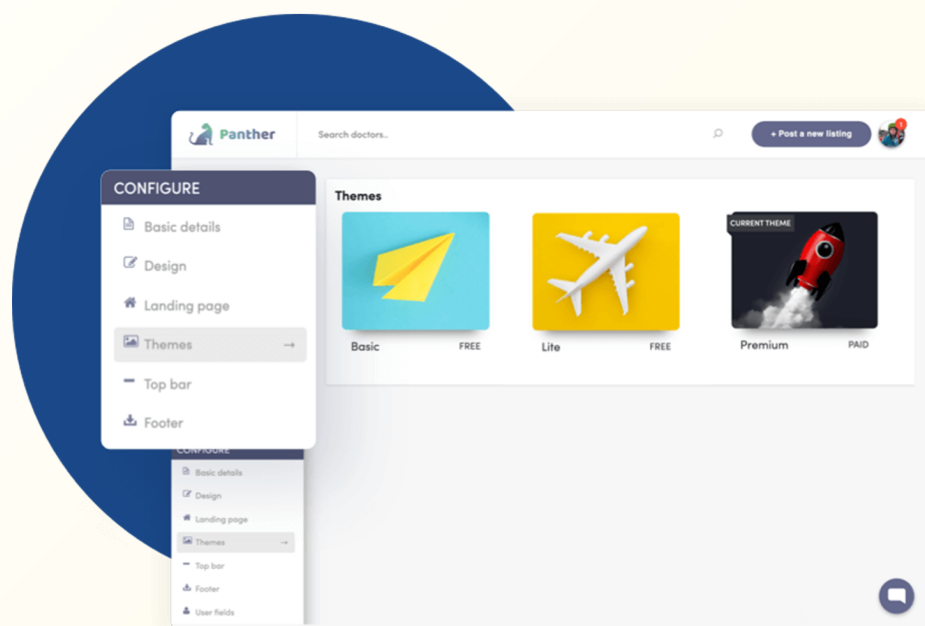 Panther
Search doctors..
+ Post a new listing
1
CONFIGURE
Basic details
Design
Landing page
Themes →
Top bar
Footer
Themes
CURRENT THEME
Basic FREE
Lite FREE
Premium PAID
CONFIGURE
Basic details
Design
Landing page
Themes →
Top bar
Footer
User fields